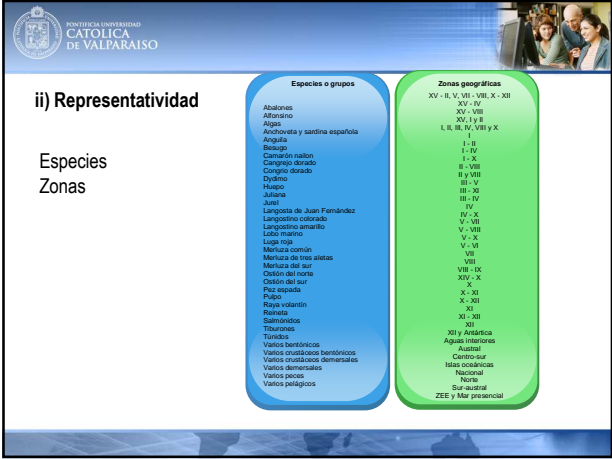 PONTIFICIA UNIVERSIDAD
CATOLICA
DE VALPARAISO
ii) Representatividad
Especies
Zonas
Especies o grupos
Abalones
Alfonsino
Algas
Anchoveta y sardina española
Anguila
Besugo
Camarón nailon
Cangrejo dorado
Congrio dorado
Dydimo
Huepo
Juliana
Jurel
Langosta de Juan Fernández
Langostino colorado
Langostino amarillo
Lobo marino
Luga roja
Merluza común
Merluza de tres aletas
Merluza del sur
Ostión del norte
Ostión del sur
Pez espada
Pulpo
Raya volantín
Reineta
Salmónidos
Tiburones
Túnidos
Varios bentónicos
Varios crustáceos bentónicos
Varios crustáceos demersales
Varios demersales
Varios peces
Varios pelágicos
Zonas geográficas
XV - II, V, VII - VIII, X - XII
XV - IV
XV - VIII
XV, I y II
I, II, III, IV, VIII y X
I
I - II
I - IV
I - X
II - VIII
II y VIII
III - V
III - XI
III - IV
IV
IV - X
V - VII
V - VIII
V - X
V - VI
VII
VIII
VIII - IX
XIV - X
X
X - XI
X - XII
XI
XI - XII
XII
XII y Antártica
Aguas interiores
Austral
Centro-sur
Islas oceánicas
Nacional
Norte
Sur-austral
ZEE y Mar presencial